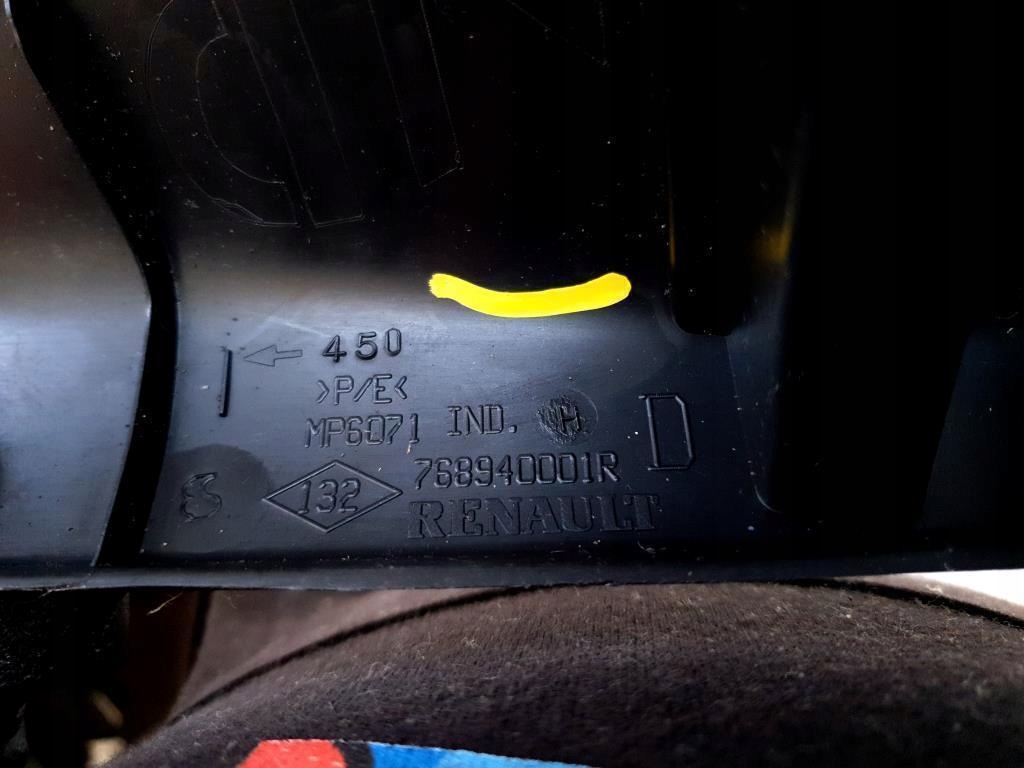 450
>P/E<
MP6071 IND. H
D
768940001R
132
RENAULT